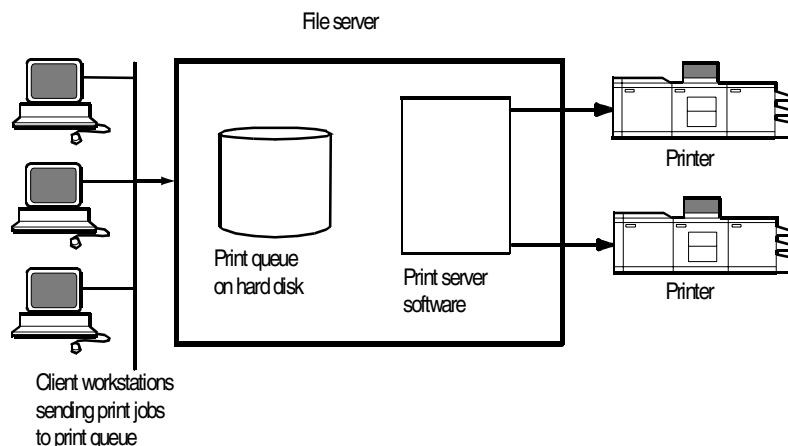 File server
Printer
Print queue
on hard disk
Print server
software
Printer
Client workstations
sending print jobs
to print queue